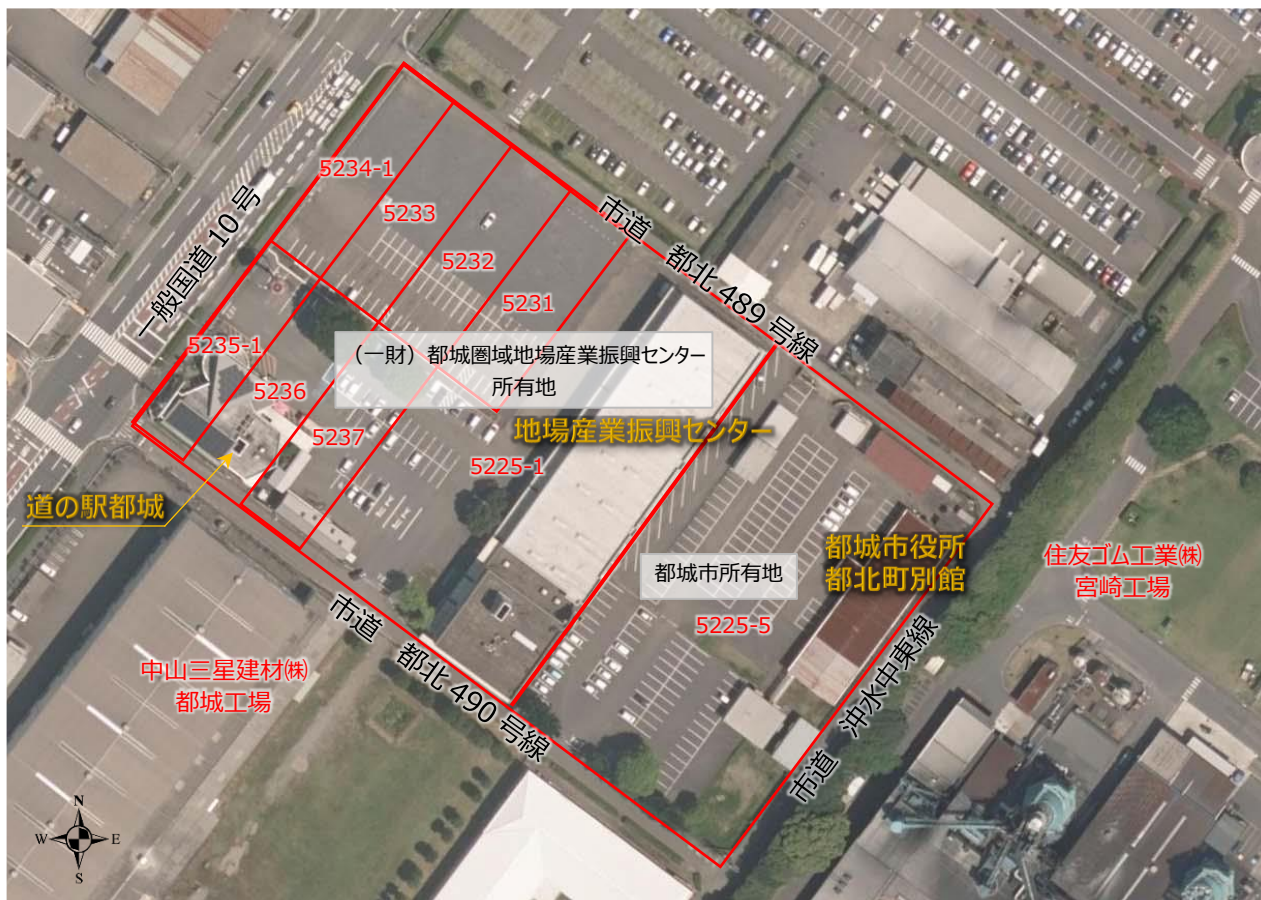 5234-1
一般国道 10 号
5233
市道 都北 489 号線
5232
5231
5235-1
(一財) 都城圏域地場産業振興センター
所有地
5236
地場産業振興センター
5237
5225-1
道の駅都城
都城市所有地
都城市役所
都北町別館
住友ゴム工業㈱
宮崎工場
5225-5
市道 都北 490 号線
中山三星建材㈱
都城工場
市道 沖水中東線
N
W E
S